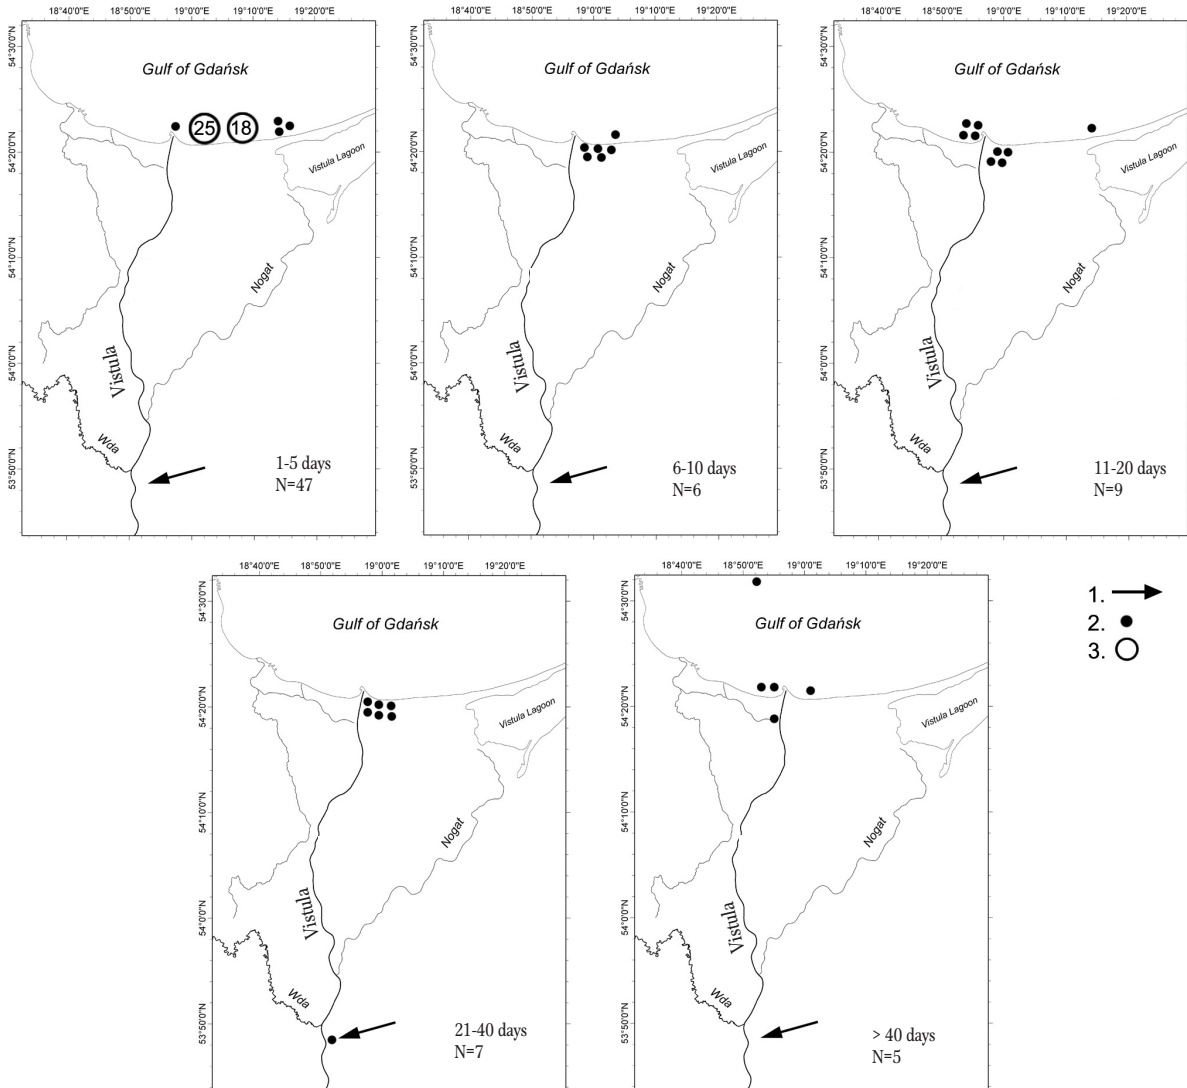 18°40'0"E 18°50'0"E 19°0'0"E 19°10'0"E 19°20'0"E
54°30'0"N
Gulf of Gdańsk
25 18
54°20'0"N
Vistula Lagoon
54°10'0"N
Nogat
54°0'0"N
Vistula
Wda
53°50'0"N
1-5 days
N=47
18°40'0"E 18°50'0"E 19°0'0"E 19°10'0"E 19°20'0"E
54°30'0"N
Gulf of Gdańsk
54°20'0"N
Vistula Lagoon
54°10'0"N
Nogat
54°0'0"N
Vistula
Wda
53°50'0"N
6-10 days
N=6
18°40'0"E 18°50'0"E 19°0'0"E 19°10'0"E 19°20'0"E
54°30'0"N
Gulf of Gdańsk
54°20'0"N
Vistula Lagoon
54°10'0"N
Nogat
54°0'0"N
Vistula
Wda
53°50'0"N
11-20 days
N=9
18°40'0"E 18°50'0"E 19°0'0"E 19°10'0"E 19°20'0"E
54°30'0"N
Gulf of Gdańsk
54°20'0"N
Vistula Lagoon
54°10'0"N
Nogat
54°0'0"N
Vistula
Wda
53°50'0"N
21-40 days
N=7
18°40'0"E 18°50'0"E 19°0'0"E 19°10'0"E 19°20'0"E
54°30'0"N
Gulf of Gdańsk
54°20'0"N
Vistula Lagoon
54°10'0"N
Nogat
54°0'0"N
Vistula
Wda
53°50'0"N
> 40 days
N=5
1.
2.
3.